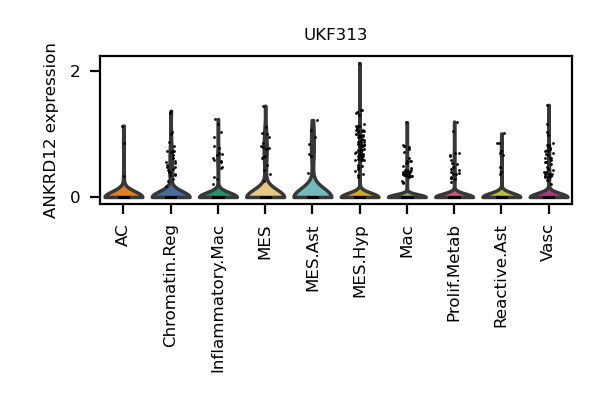 UKF313
ANKRD12 expression
2
0
AC
Chromatin.Reg
Inflammatory.Mac
MES
MES.Ast
MES.Hyp
Mac
Prolif.Metab
Reactive.Ast
Vasc